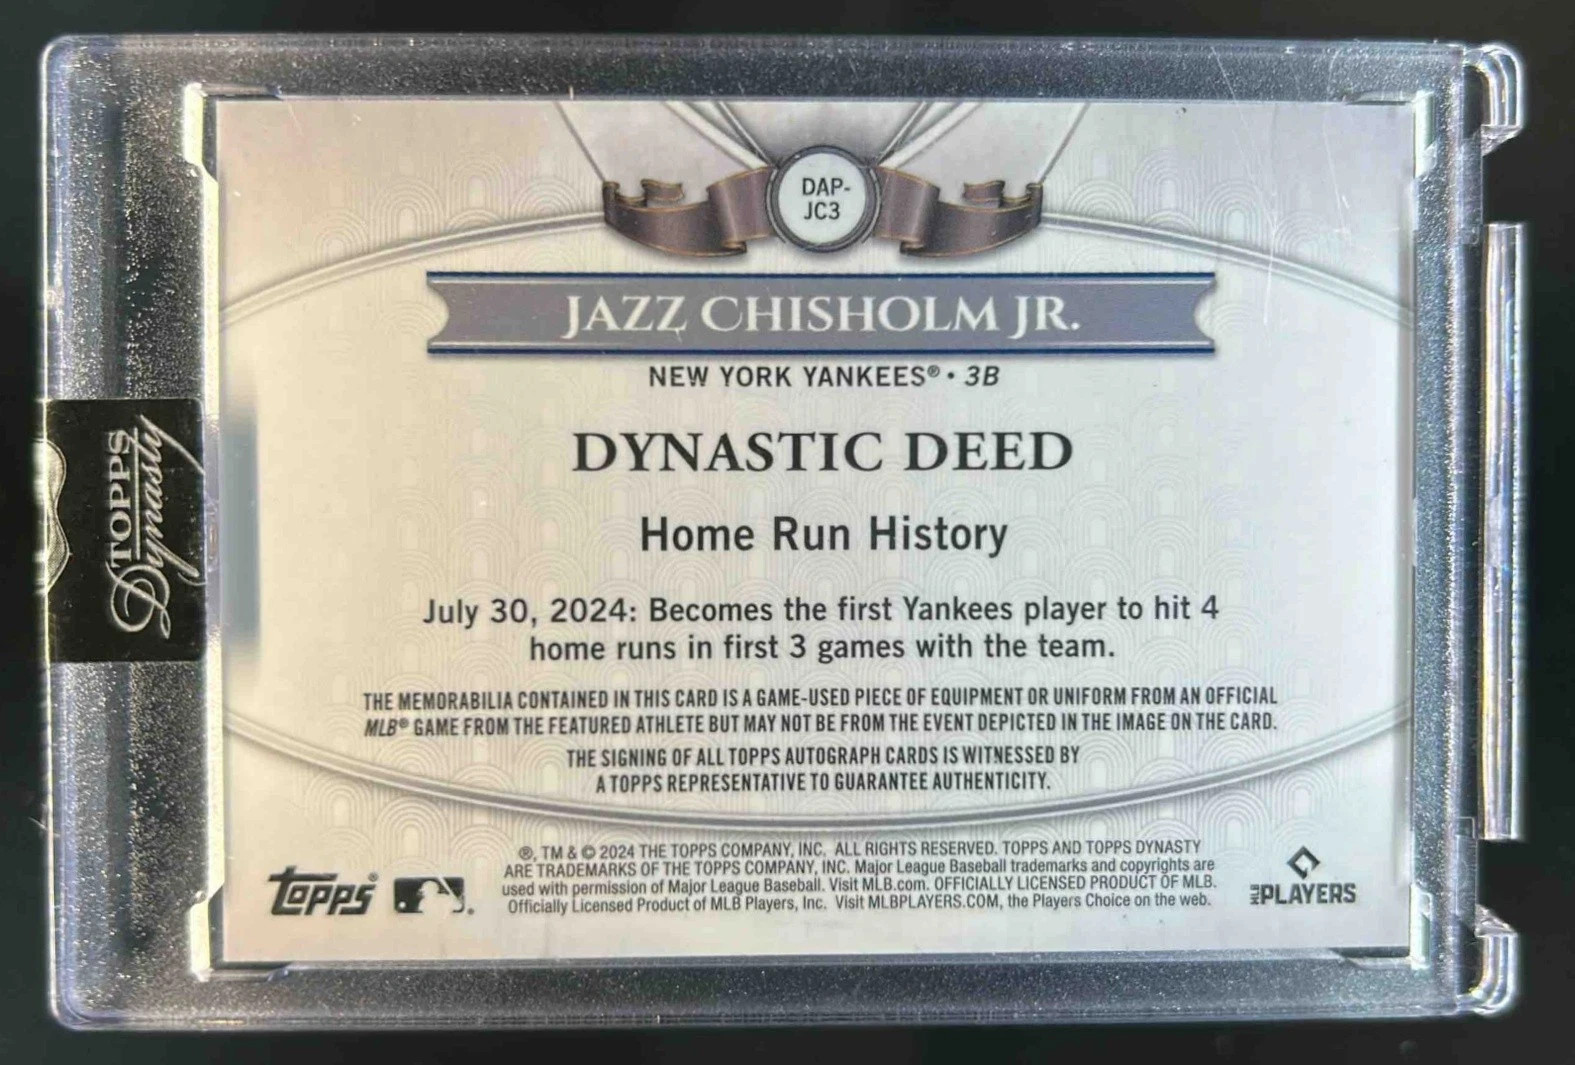 DAP-
JC3
JAZZ CHISHOLM JR.
NEW YORK YANKEES® • 3B
DYNASTIC DEED
Home Run History
July 30, 2024: Becomes the first Yankees player to hit 4
home runs in first 3 games with the team.
THE MEMORABILIA CONTAINED IN THIS CARD IS A GAME-USED PIECE OF EQUIPMENT OR UNIFORM FROM AN OFFICIAL
MLB® GAME FROM THE FEATURED ATHLETE BUT MAY NOT BE FROM THE EVENT DEPICTED IN THE IMAGE ON THE CARD.
THE SIGNING OF ALL TOPPS AUTOGRAPH CARDS IS WITNESSED BY
A TOPPS REPRESENTATIVE TO GUARANTEE AUTHENTICITY.
®, TM & © 2024 THE TOPPS COMPANY, INC. ALL RIGHTS RESERVED. TOPPS AND TOPPS DYNASTY
ARE TRADEMARKS OF THE TOPPS COMPANY, INC. Major League Baseball trademarks and copyrights are
used with permission of Major League Baseball. Visit MLB.com. OFFICIALLY LICENSED PRODUCT OF MLB.
Officially Licensed Product of MLB Players, Inc. Visit MLBPLAYERS.COM, the Players Choice on the web.
TOPPS®
MLB PLAYERS
TOPPS
Dynasty